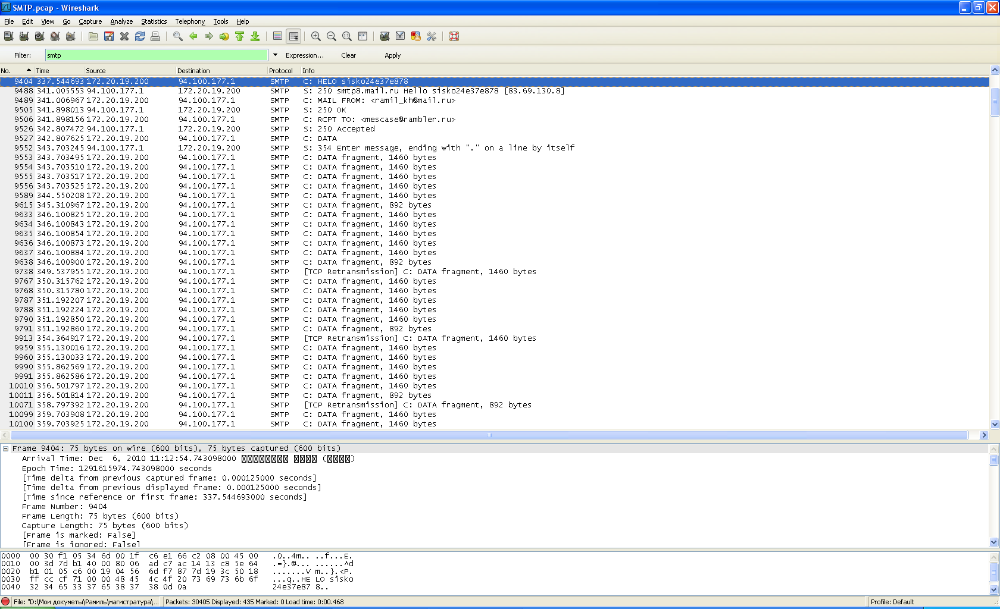 SMTP.pcap - Wireshark
File Edit View Go Capture Analyze Statistics Telephony Tools Help
Filter: smtp Expression... Clear Apply
No. Time Source Destination Protocol Info
9404 337.544693 172.20.19.200 94.100.177.1 SMTP C: HELO sisko24e37e878
9488 341.005553 94.100.177.1 172.20.19.200 SMTP S: 250 smtp8.mail.ru Hello sisko24e37e878 [83.69.130.8]
9489 341.006967 172.20.19.200 94.100.177.1 SMTP C: MAIL FROM: <ramil_kh@mail.ru>
9505 341.898013 94.100.177.1 172.20.19.200 SMTP S: 250 OK
9506 341.898156 172.20.19.200 94.100.177.1 SMTP C: RCPT TO: <mescase@rambler.ru>
9526 342.807472 94.100.177.1 172.20.19.200 SMTP S: 250 Accepted
9527 342.807625 172.20.19.200 94.100.177.1 SMTP C: DATA
9552 343.703245 94.100.177.1 172.20.19.200 SMTP S: 354 Enter message, ending with "." on a line by itself
9553 343.703495 172.20.19.200 94.100.177.1 SMTP C: DATA fragment, 1460 bytes
9554 343.703510 172.20.19.200 94.100.177.1 SMTP C: DATA fragment, 1460 bytes
9555 343.703517 172.20.19.200 94.100.177.1 SMTP C: DATA fragment, 1460 bytes
9556 343.703525 172.20.19.200 94.100.177.1 SMTP C: DATA fragment, 1460 bytes
9589 344.550208 172.20.19.200 94.100.177.1 SMTP C: DATA fragment, 1460 bytes
9615 345.310967 172.20.19.200 94.100.177.1 SMTP C: DATA fragment, 892 bytes
9633 346.100825 172.20.19.200 94.100.177.1 SMTP C: DATA fragment, 1460 bytes
9634 346.100843 172.20.19.200 94.100.177.1 SMTP C: DATA fragment, 1460 bytes
9635 346.100854 172.20.19.200 94.100.177.1 SMTP C: DATA fragment, 1460 bytes
9636 346.100873 172.20.19.200 94.100.177.1 SMTP C: DATA fragment, 1460 bytes
9637 346.100884 172.20.19.200 94.100.177.1 SMTP C: DATA fragment, 1460 bytes
9638 346.100900 172.20.19.200 94.100.177.1 SMTP C: DATA fragment, 892 bytes
9738 349.537955 172.20.19.200 94.100.177.1 SMTP [TCP Retransmission] C: DATA fragment, 1460 bytes
9767 350.315762 172.20.19.200 94.100.177.1 SMTP C: DATA fragment, 1460 bytes
9768 350.315780 172.20.19.200 94.100.177.1 SMTP C: DATA fragment, 1460 bytes
9787 351.192207 172.20.19.200 94.100.177.1 SMTP C: DATA fragment, 1460 bytes
9788 351.192224 172.20.19.200 94.100.177.1 SMTP C: DATA fragment, 1460 bytes
9790 351.192850 172.20.19.200 94.100.177.1 SMTP C: DATA fragment, 1460 bytes
9791 351.192860 172.20.19.200 94.100.177.1 SMTP C: DATA fragment, 892 bytes
9913 354.364917 172.20.19.200 94.100.177.1 SMTP [TCP Retransmission] C: DATA fragment, 1460 bytes
9959 355.130016 172.20.19.200 94.100.177.1 SMTP C: DATA fragment, 1460 bytes
9960 355.130033 172.20.19.200 94.100.177.1 SMTP C: DATA fragment, 1460 bytes
9990 355.862569 172.20.19.200 94.100.177.1 SMTP C: DATA fragment, 1460 bytes
9991 355.862586 172.20.19.200 94.100.177.1 SMTP C: DATA fragment, 1460 bytes
10010 356.501797 172.20.19.200 94.100.177.1 SMTP C: DATA fragment, 1460 bytes
10011 356.501814 172.20.19.200 94.100.177.1 SMTP C: DATA fragment, 892 bytes
10071 358.797392 172.20.19.200 94.100.177.1 SMTP [TCP Retransmission] C: DATA fragment, 892 bytes
10099 359.703908 172.20.19.200 94.100.177.1 SMTP C: DATA fragment, 1460 bytes
10100 359.703925 172.20.19.200 94.100.177.1 SMTP C: DATA fragment, 1460 bytes
Frame 9404: 75 bytes on wire (600 bits), 75 bytes captured (600 bits)
Arrival Time: Dec 6, 2010 11:12:54.743098000
Epoch Time: 1291615974.743098000 seconds
[Time delta from previous captured frame: 0.000125000 seconds]
[Time delta from previous displayed frame: 0.000125000 seconds]
[Time since reference or first frame: 337.544693000 seconds]
Frame Number: 9404
Frame Length: 75 bytes (600 bits)
Capture Length: 75 bytes (600 bits)
[Frame is marked: False]
[Frame is ignored: False]
0000 00 30 f1 05 34 6d 00 1f c6 e1 66 c2 08 00 45 00 .0..4m.. ..f...E.
0010 00 3d 7d b1 40 00 80 06 ad c7 ac 14 13 c8 5e 64 .=}.@... ......^d
0020 b1 01 05 c6 00 19 04 56 6d f7 87 7d 19 3c 50 18 .......V m..}.<P.
0030 ff cc cf 71 00 00 48 45 4c 4f 20 73 69 73 6b 6f ...q..HE LO sisko
0040 32 34 65 33 37 65 38 37 38 0d 0a 24e37e87 8..
File: "D:\Мои документы\Рамиль\магистратура\... Packets: 30405 Displayed: 435 Marked: 0 Load time: 0:00.468 Profile: Default